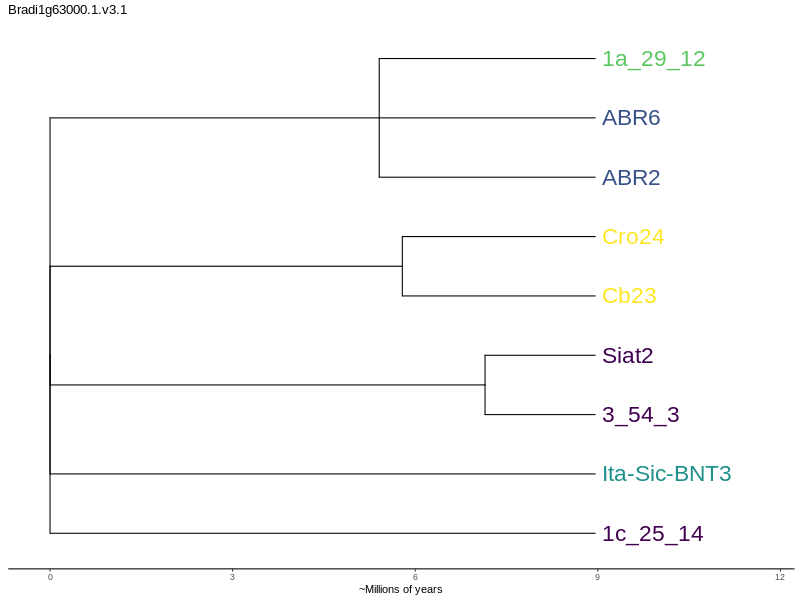 Bradi1g63000.1.v3.1
1a_29_12
ABR6
ABR2
Cro24
Cb23
Siat2
3_54_3
Ita-Sic-BNT3
1c_25_14
0 3 6 9 12
~Millions of years